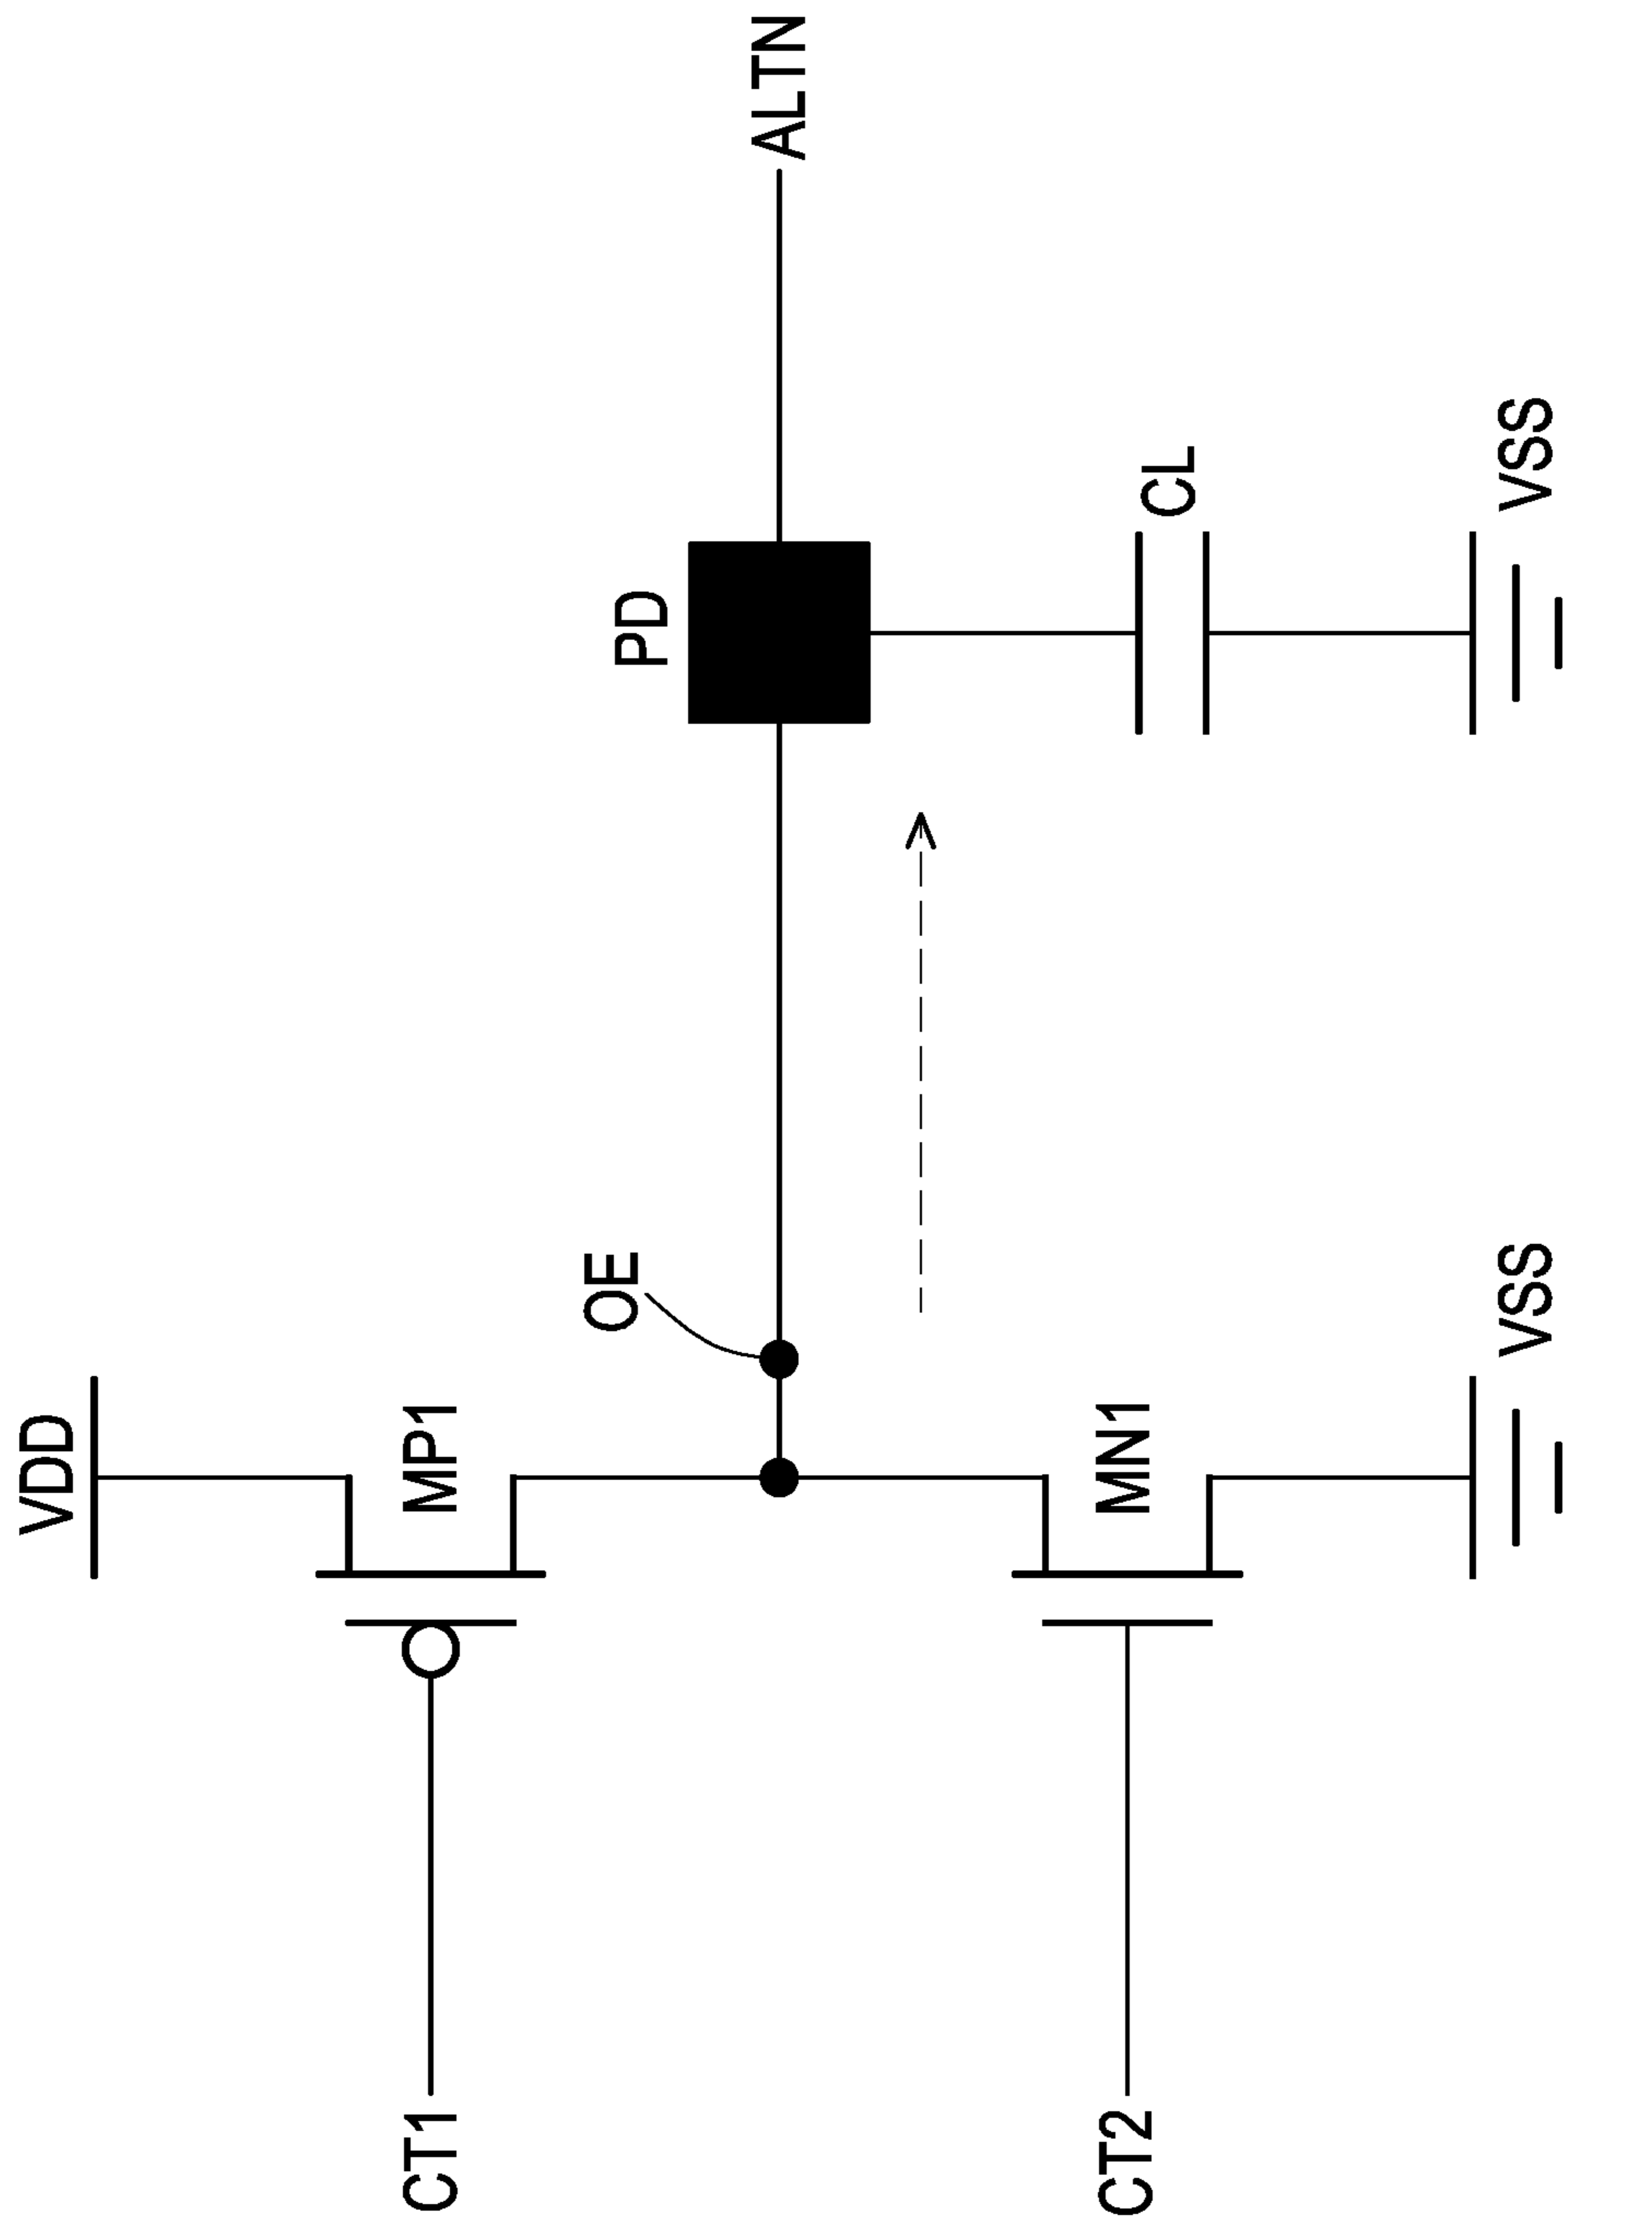 VDD
CT1
MP1
OE
PD
ALTN
CT2
MN1
CL
VSS
VSS